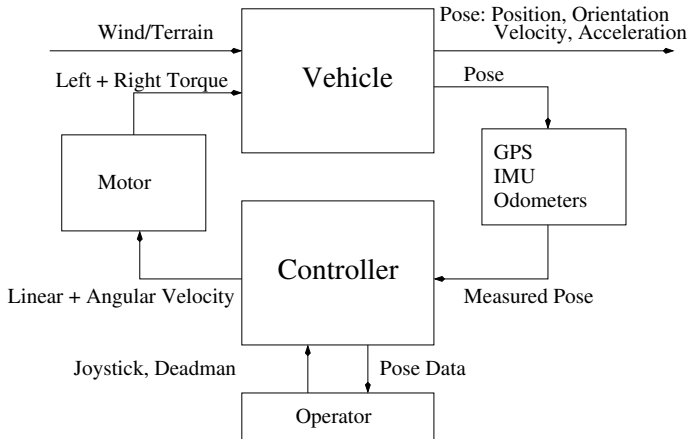 Pose: Position, Orientation
Wind/Terrain
Velocity, Acceleration
Vehicle
Left + Right Torque
Pose
GPS
IMU
Odometers
Motor
Controller
Linear + Angular Velocity
Measured Pose
Joystick, Deadman
Pose Data
Operator